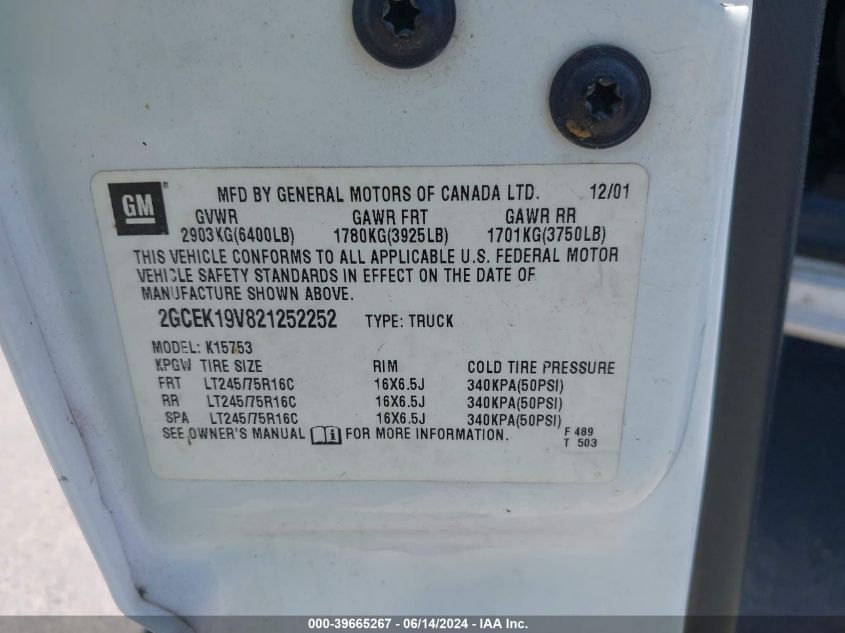 GM ® MFD BY GENERAL MOTORS OF CANADA LTD. 12/01
GVWR GAWR FRT GAWR RR
2903KG(6400LB) 1780KG(3925LB) 1701KG(3750LB)
THIS VEHICLE CONFORMS TO ALL APPLICABLE U.S. FEDERAL MOTOR
VEHICLE SAFETY STANDARDS IN EFFECT ON THE DATE OF
MANUFACTURE SHOWN ABOVE.
2GCEK19V821252252 TYPE: TRUCK
MODEL: K15753
KPGW TIRE SIZE RIM COLD TIRE PRESSURE
FRT LT245/75R16C 16X6.5J 340KPA(50PSI)
RR LT245/75R16C 16X6.5J 340KPA(50PSI)
SPA LT245/75R16C 16X6.5J 340KPA(50PSI)
SEE OWNER'S MANUAL FOR MORE INFORMATION. F 489
T 503
000-39665267 - 06/14/2024 - IAA Inc.